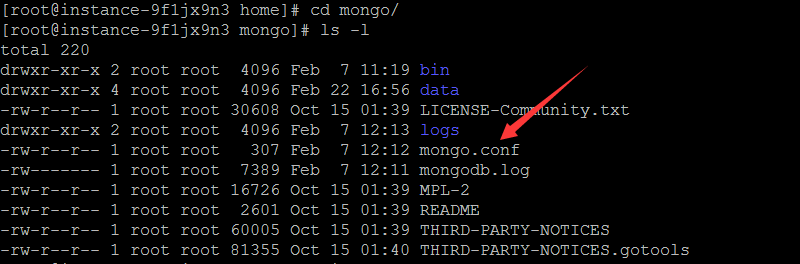 [root@instance-9f1jx9n3 home]# cd mongo/
[root@instance-9f1jx9n3 mongo]# ls -l
total 220
drwxr-xr-x 2 root root  4096 Feb  7 11:19 bin
drwxr-xr-x 4 root root  4096 Feb 22 16:56 data
-rw-r--r-- 1 root root 30608 Oct 15 01:39 LICENSE-Community.txt
drwxr-xr-x 2 root root  4096 Feb  7 12:13 logs
-rw-r--r-- 1 root root   307 Feb  7 12:12 mongo.conf
-rw------- 1 root root  7389 Feb  7 12:11 mongodb.log
-rw-r--r-- 1 root root 16726 Oct 15 01:39 MPL-2
-rw-r--r-- 1 root root  2601 Oct 15 01:39 README
-rw-r--r-- 1 root root 60005 Oct 15 01:39 THIRD-PARTY-NOTICES
-rw-r--r-- 1 root root 81355 Oct 15 01:40 THIRD-PARTY-NOTICES.gotools